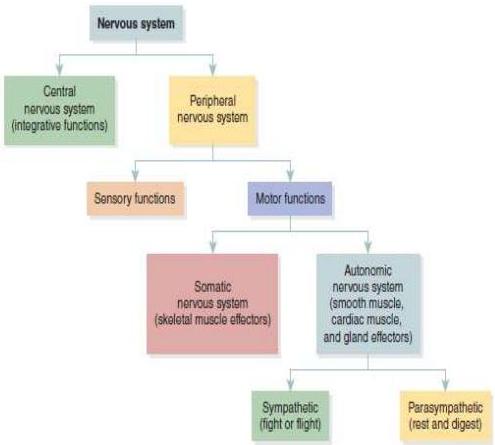 Nervous system
Central
nervous system
(integrative functions)
Peripheral
nervous system
Sensory functions
Motor functions
Somatic
nervous system
(skeletal muscle effectors)
Autonomic
nervous system
(smooth muscle,
cardiac muscle,
and gland effectors)
Sympathetic
(fight or flight)
Parasympathetic
(rest and digest)